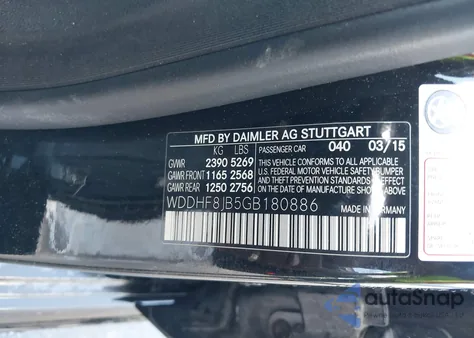 MFD BY DAIMLER AG STUTTGART
KG LBS PASSENGER CAR 040 03/15
GVWR 2390 5269 THIS VEHICLE CONFORMS TO ALL APPLICABLE
GAWR FRONT 1165 2568 U.S. FEDERAL MOTOR VEHICLE SAFETY,BUMPER
GAWR REAR 1250 2756 AND THEFT PREVENTION STANDARDS IN
EFFECT ON THE DATE OF MANUFACTURE SHOWN ABOVE.
WDDHF8JB5GB180886 MADE IN GERMANY
autoSnap